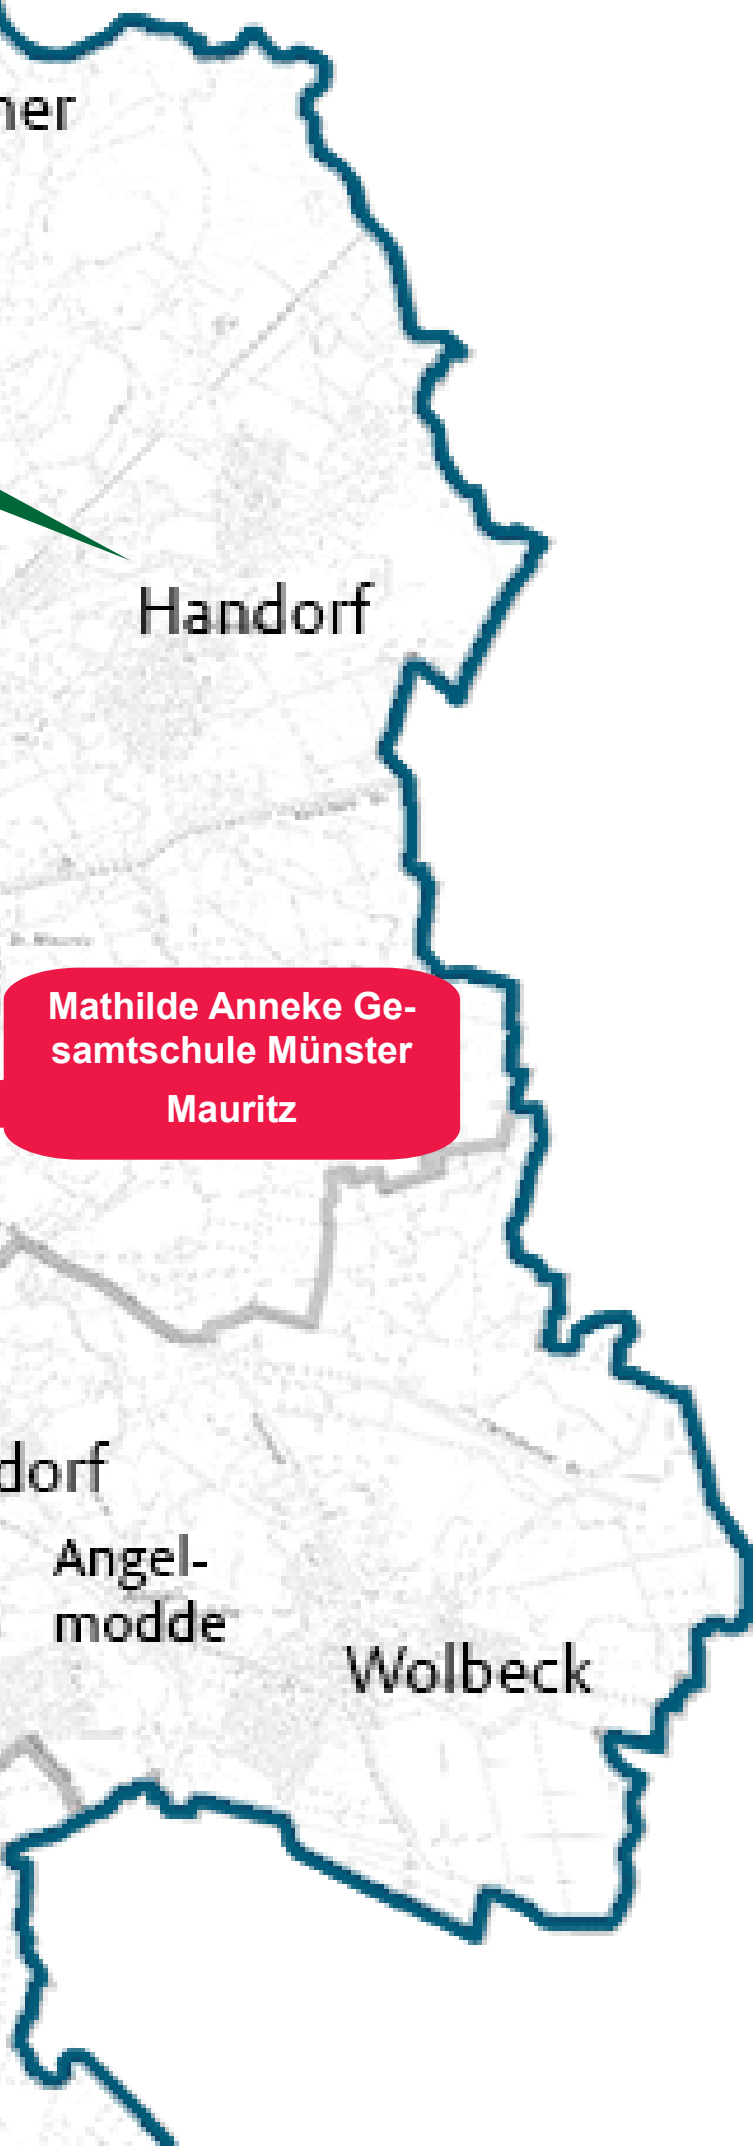 ner
Handorf
Mathilde Anneke Ge-
samtschule Münster
Mauritz
dorf
Angel-
modde
Wolbeck